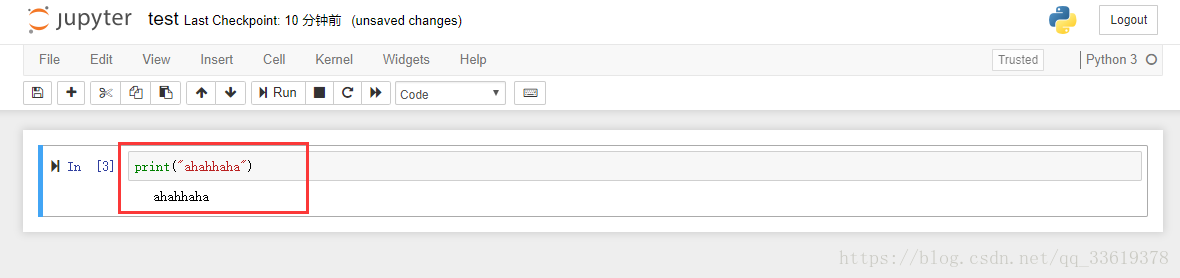 jupyter test Last Checkpoint: 10 分钟前 (unsaved changes) Logout
File Edit View Insert Cell Kernel Widgets Help Trusted Python 3
Run Code
In [3] print("ahahhaha")
ahahhaha
https://blog.csdn.net/qq_33619378